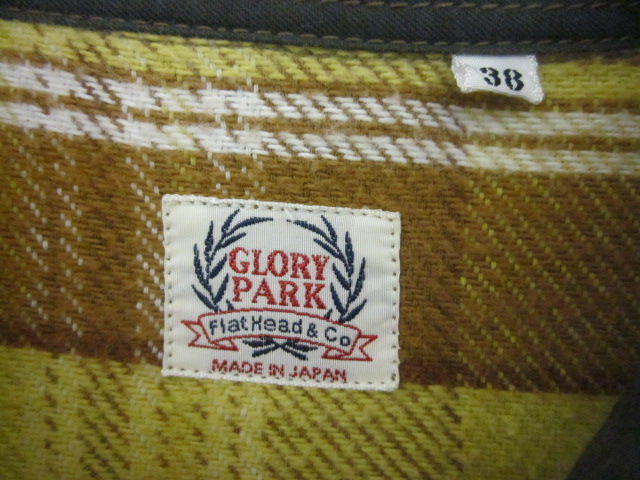 38
GLORY
PARK
FlatHead & Co
MADE IN JAPAN